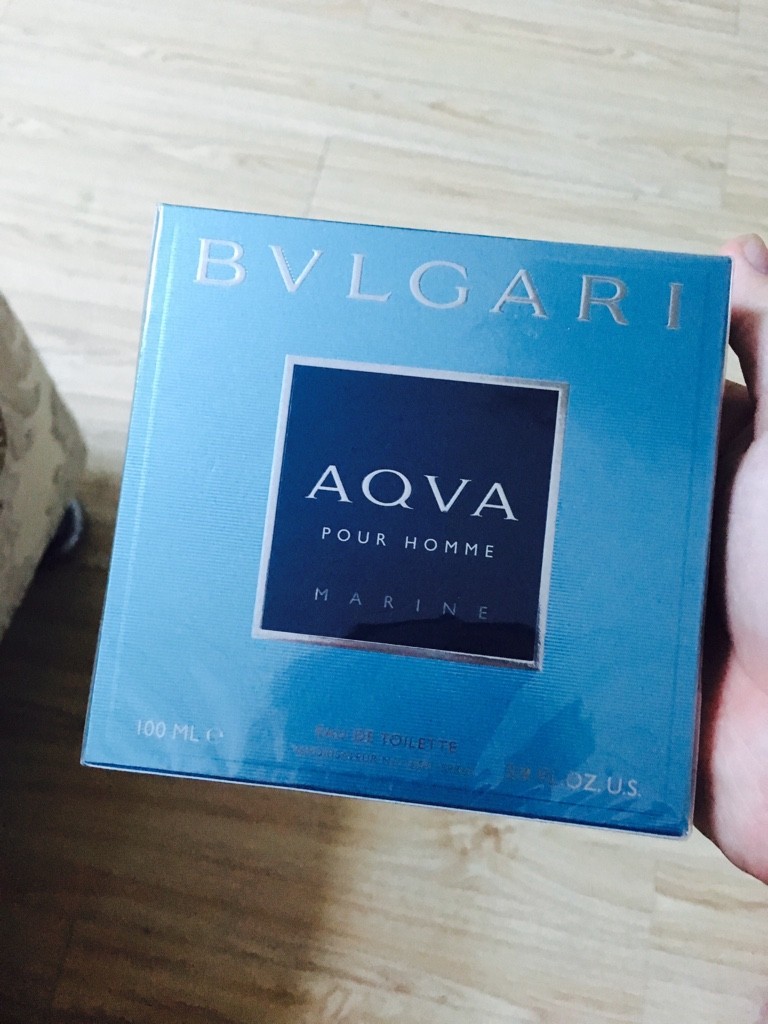 BVLGARI
AQVA
POUR HOMME
MARINE
100 ML e
EAU DE TOILETTE
FL.OZ. U.S.